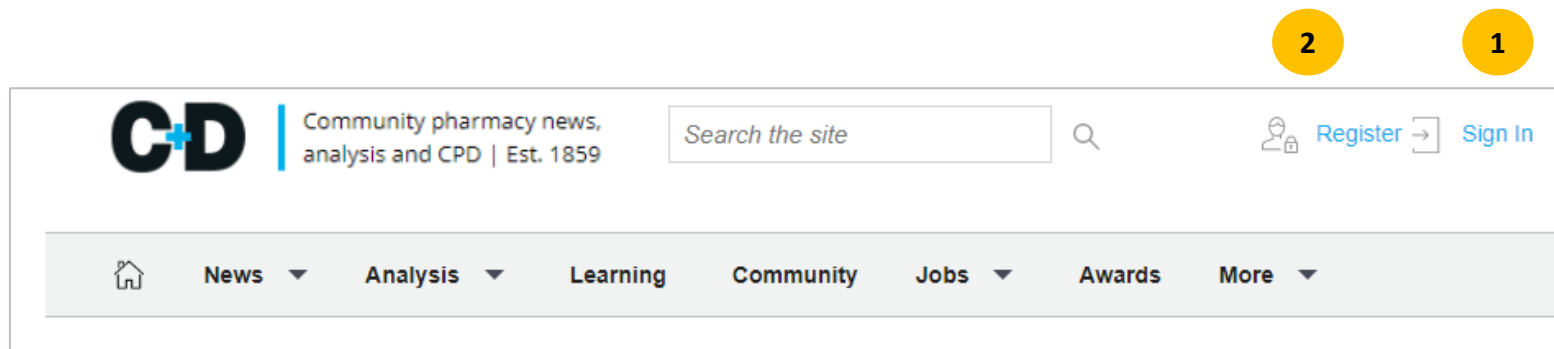 2 1
C+D
Community pharmacy news,
analysis and CPD | Est. 1859
Search the site
Register Sign In
News Analysis Learning Community Jobs Awards More